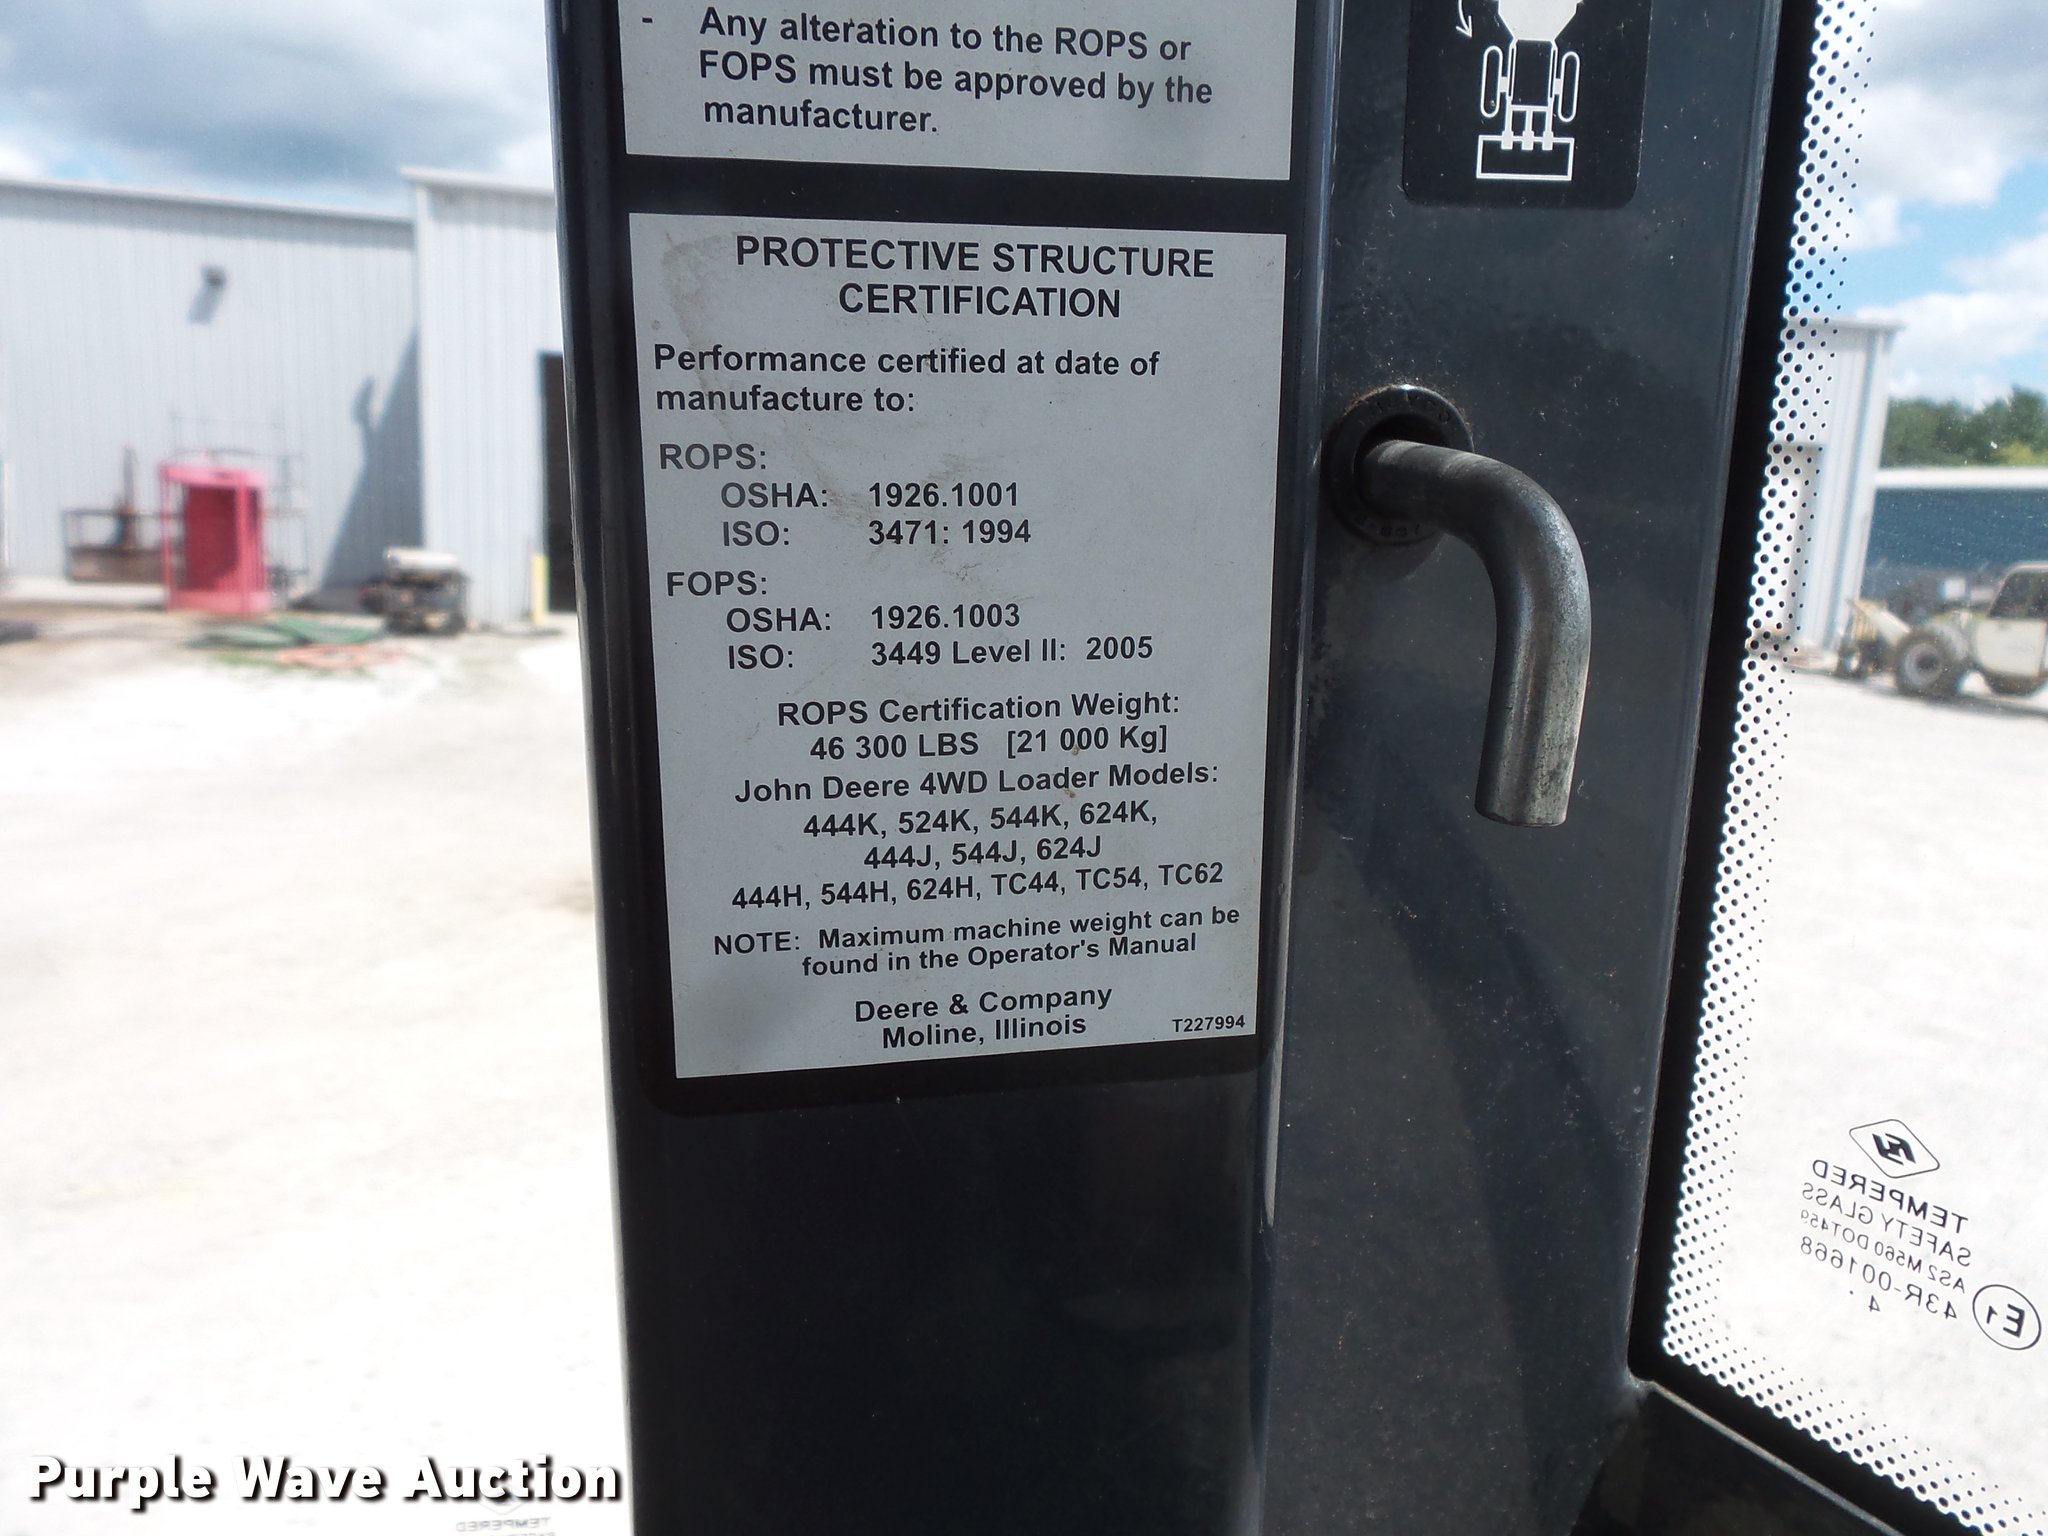 - Any alteration to the ROPS or
FOPS must be approved by the
manufacturer.
PROTECTIVE STRUCTURE
CERTIFICATION
Performance certified at date of
manufacture to:
ROPS:
OSHA: 1926.1001
ISO: 3471: 1994
FOPS:
OSHA: 1926.1003
ISO: 3449 Level II: 2005
ROPS Certification Weight:
46 300 LBS [21 000 Kg]
John Deere 4WD Loader Models:
444K, 524K, 544K, 624K,
444J, 544J, 624J
444H, 544H, 624H, TC44, TC54, TC62
NOTE: Maximum machine weight can be
found in the Operator's Manual
Deere & Company
Moline, Illinois
T227994
TEMPERED
SAFETY GLASS
AS2 M560 DOT459
43R-001668
4
E1
Purple Wave Auction
TEMPERED